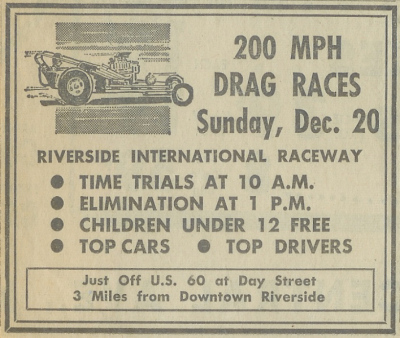 200 MPH
DRAG RACES
Sunday, Dec. 20
RIVERSIDE INTERNATIONAL RACEWAY
● TIME TRIALS AT 10 A.M.
● ELIMINATION AT 1 P.M.
● CHILDREN UNDER 12 FREE
● TOP CARS ● TOP DRIVERS
Just Off U.S. 60 at Day Street
3 Miles from Downtown Riverside